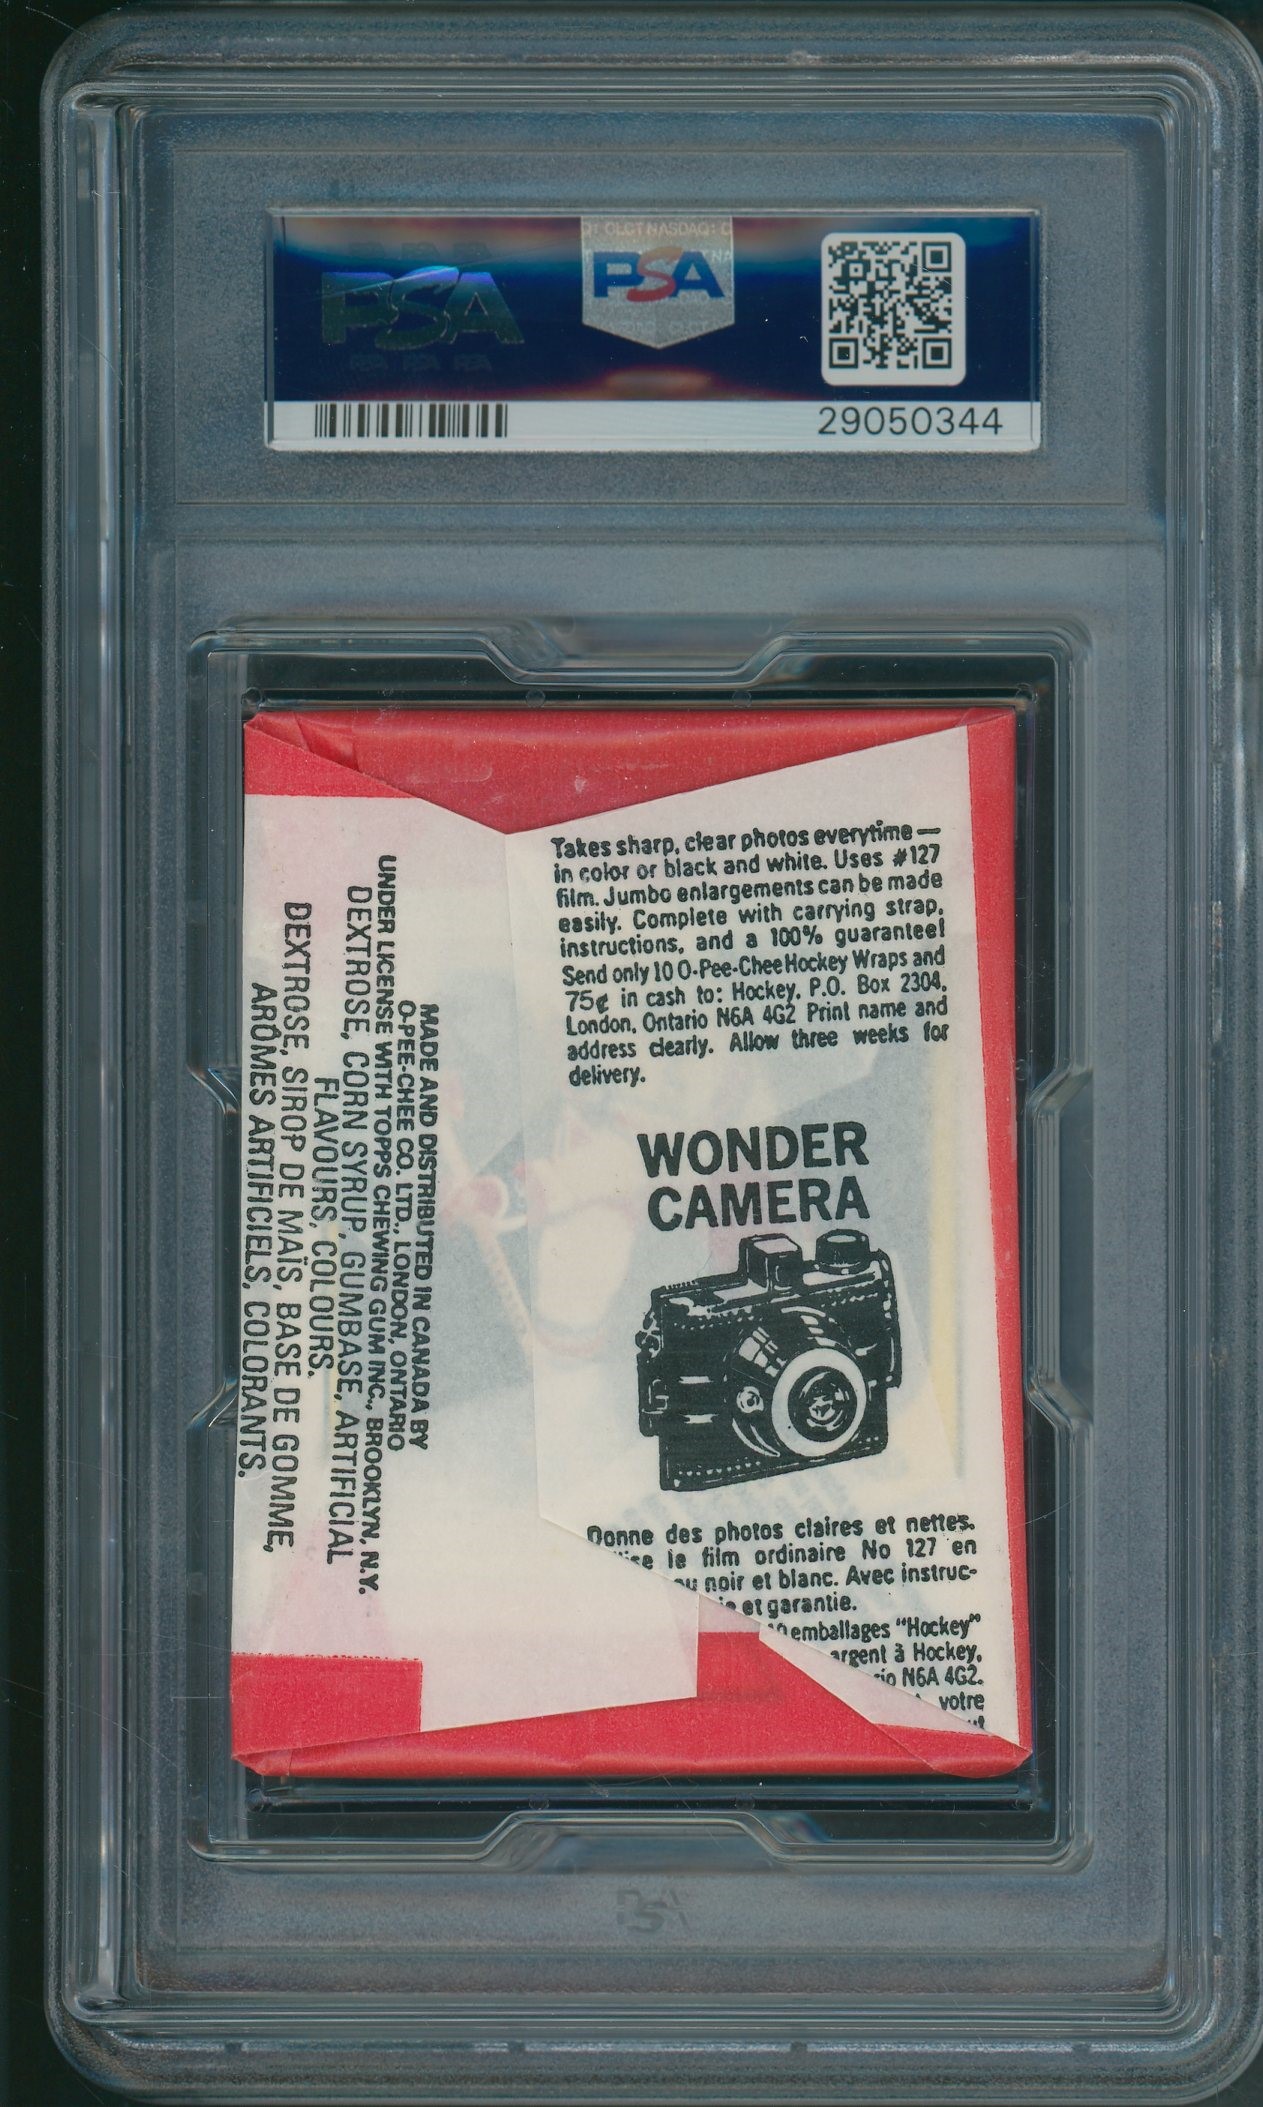 PSA
PSA
29050344
Takes sharp, clear photos everytime —
in color or black and white. Uses #127
film. Jumbo enlargements can be made
easily. Complete with carrying strap,
instructions, and a 100% guarantee!
Send only 10 O-Pee-Chee Hockey Wraps and
75¢ in cash to: Hockey, P.O. Box 2304,
London, Ontario N6A 4G2 Print name and
address clearly. Allow three weeks for
delivery.
WONDER
CAMERA
Donne des photos claires et nettes.
le film ordinaire No 127 en
ou noir et blanc. Avec instruc-
et garantie.
10 emballages "Hockey"
argent à Hockey,
N6A 4G2.
votre
MADE AND DISTRIBUTED IN CANADA BY
O-PEE-CHEE CO. LTD., LONDON, ONTARIO
UNDER LICENSE WITH TOPPS CHEWING GUM INC., BROOKLYN, N.Y.
DEXTROSE, CORN SYRUP, GUMBASE, ARTIFICIAL
FLAVOURS, COLOURS.
DEXTROSE, SIROP DE MAÏS, BASE DE GOMME,
ARÔMES ARTIFICIELS, COLORANTS.
PSA